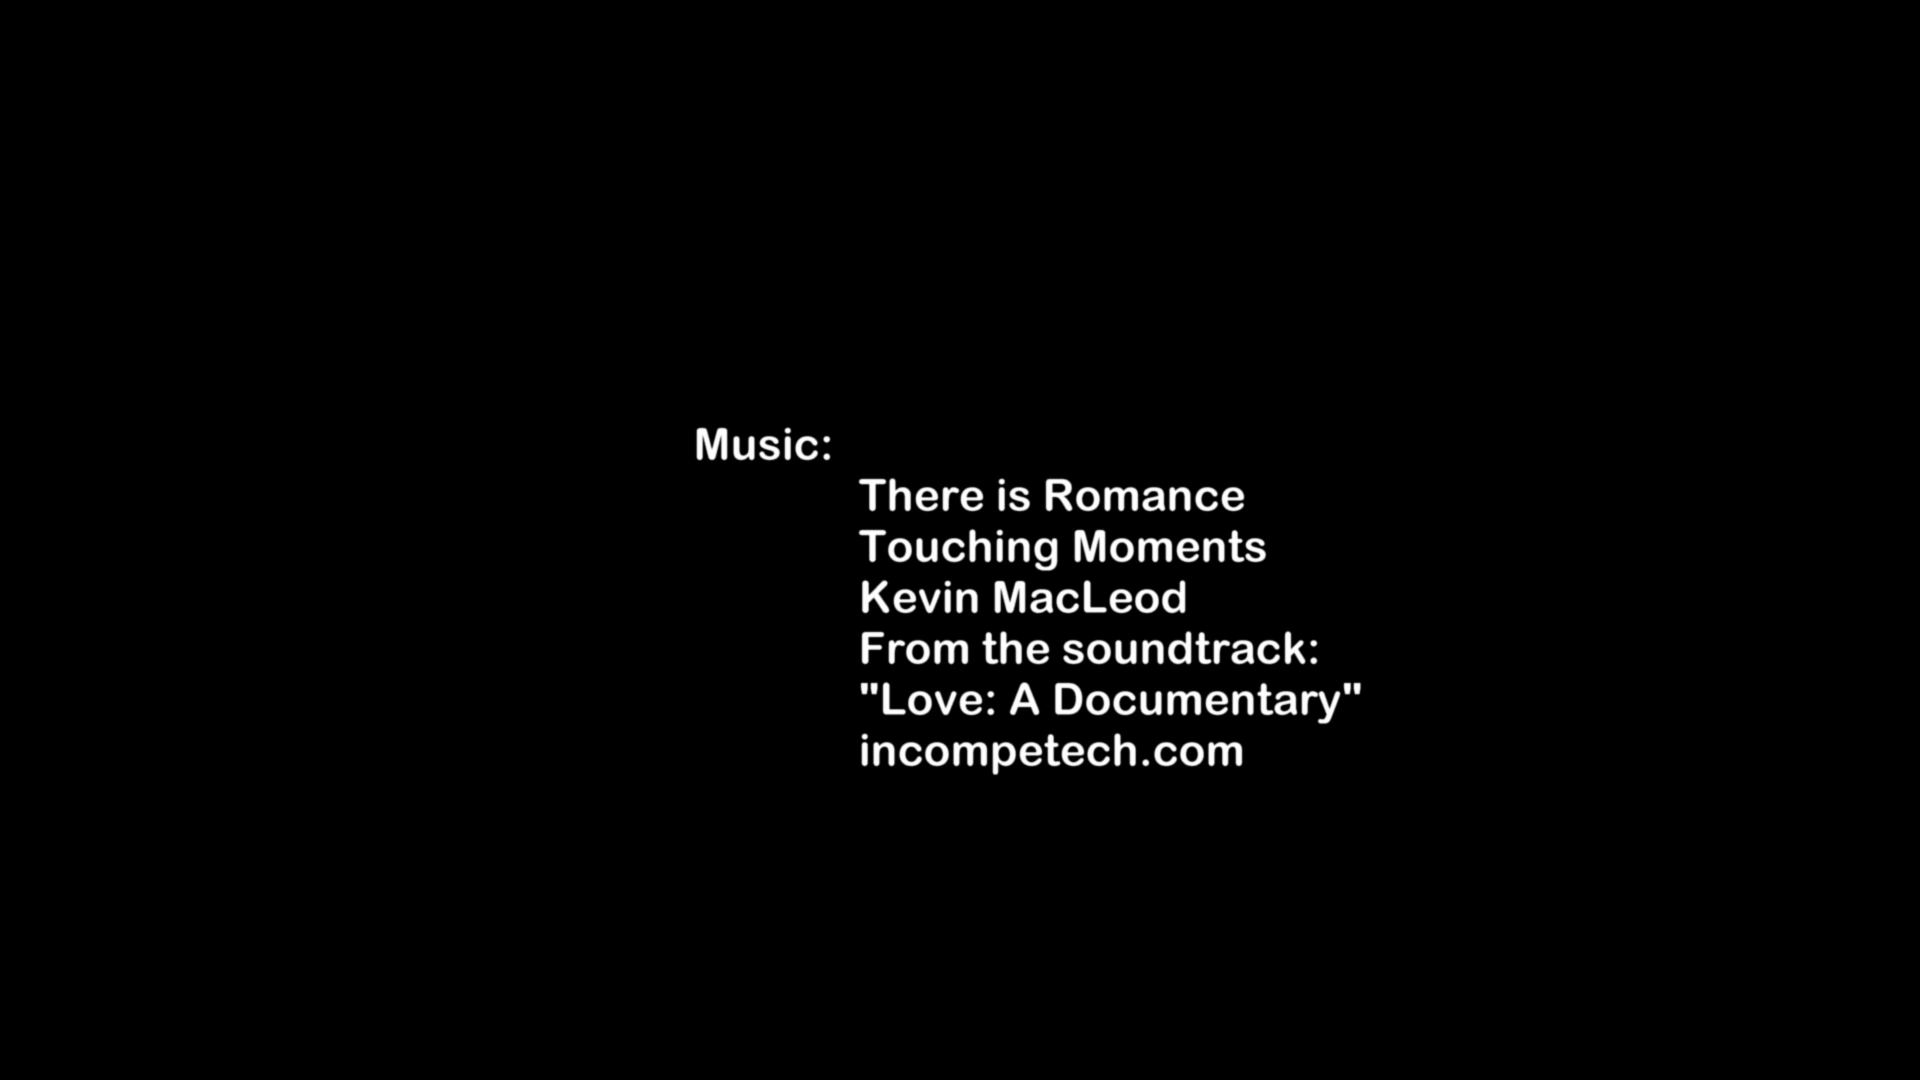 Music:
There is Romance
Touching Moments
Kevin MacLeod
From the soundtrack:
"Love: A Documentary"
incompetech.com